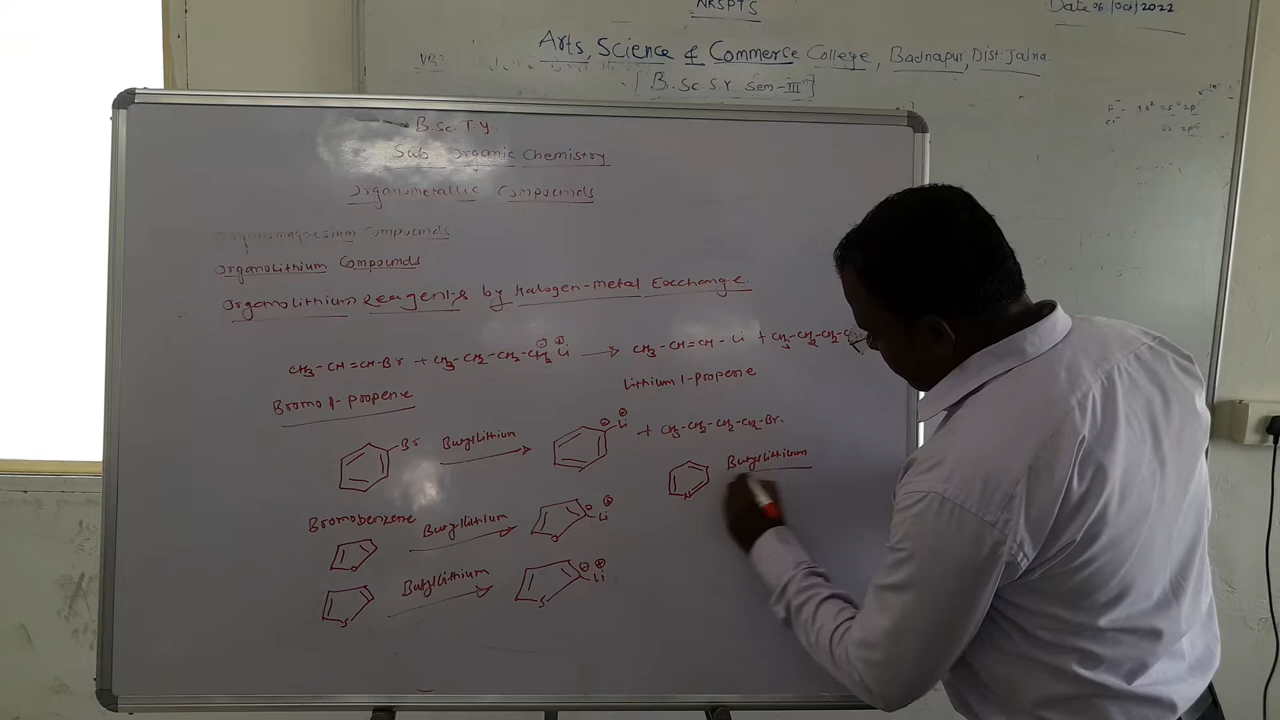 NKSPTS
Date 06/Oct/2022
Arts, Science & Commerce College, Badnapur, Dist: Jalna.
[B.Sc S.Y. Sem-III]
B.Sc. T.Y.
Sub. Organic Chemistry
Organometallic Compounds
Organomagnesium Compounds
Organolithium Compounds
Organolithium Reagents by Halogen-metal Exchange
CH3-CH=CH-Br + CH3-CH2-CH2-CH2 ⊖ Li ⊕ → CH3-CH=CH-Li + CH3-CH2-CH2-
Bromo 1-propene
Lithium 1-propene
Br Butyllithium ⊖ Li ⊕ + CH3-CH2-CH2-CH2-Br.
Bromobenzene
Butyllithium
Butyllithium ⊖ Li ⊕
S Butyllithium S ⊖ Li ⊕
N